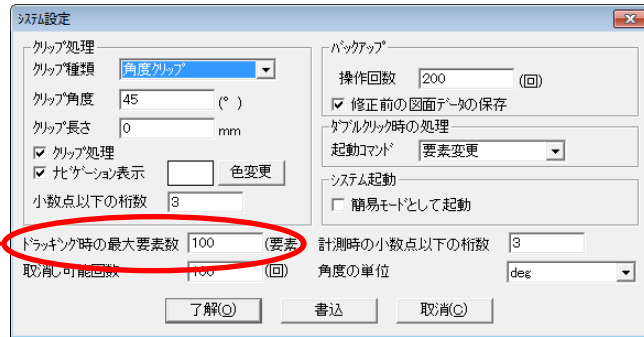 システム設定
クリップ処理
クリップ種類 角度クリップ
クリップ角度 45 (° )
クリップ長さ 0 mm
クリップ処理
ナビゲーション表示 色変更
小数点以下の桁数 3
ドラッキング時の最大要素数 100 (要素
取消し可能回数 100 (回)
バックアップ
操作回数 200 (回)
修正前の図面データの保存
ダブルクリック時の処理
起動コマンド 要素変更
システム起動
簡易モードとして起動
計測時の小数点以下の桁数 3
角度の単位 deg
了解(O) 書込 取消(C)